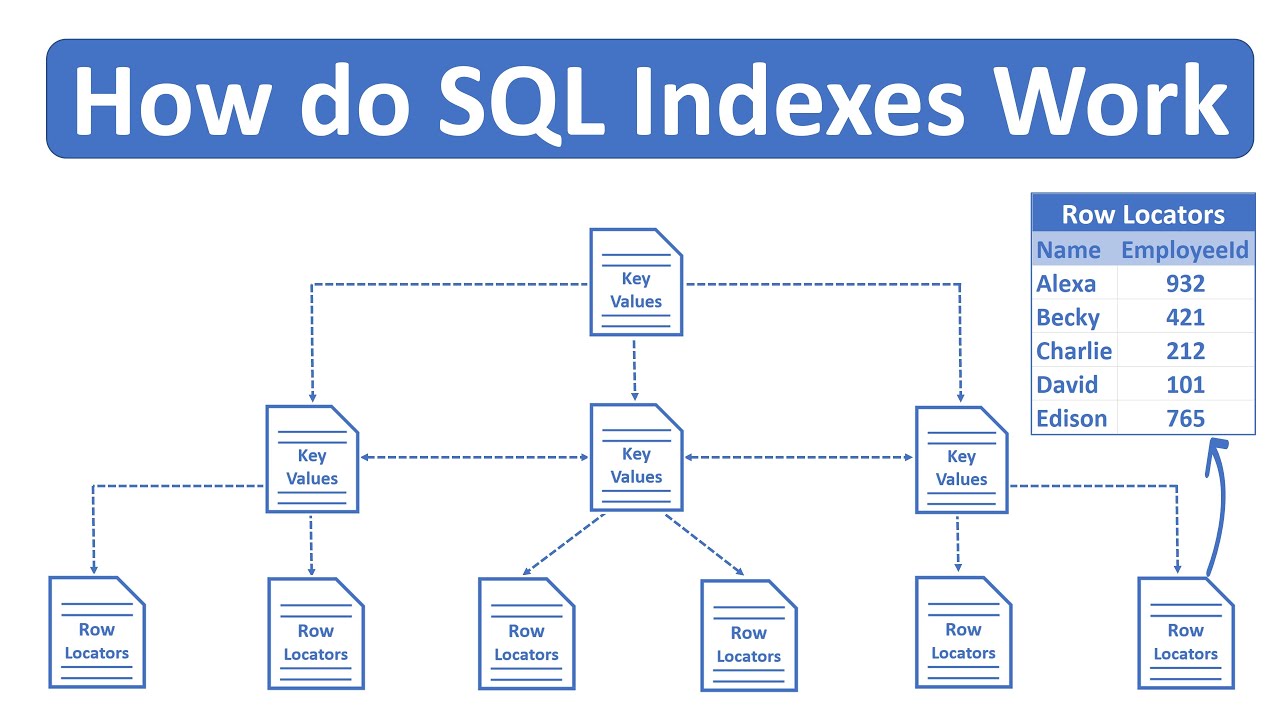 How do SQL Indexes Work
Row Locators
Name EmployeeId
Alexa 932
Becky 421
Charlie 212
David 101
Edison 765
Key
Values
Key
Values
Key
Values
Key
Values
Row
Locators
Row
Locators
Row
Locators
Row
Locators
Row
Locators
Row
Locators